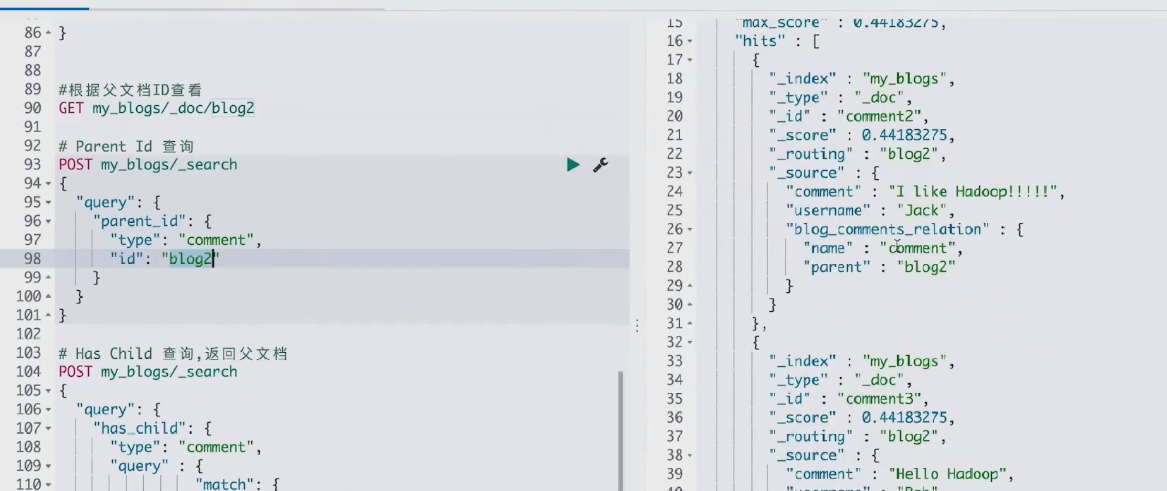 86 }
87
88
89 #根据父文档ID查看
90 GET my_blogs/_doc/blog2
91
92 # Parent Id 查询
93 POST my_blogs/_search
94 {
95 "query": {
96 "parent_id": {
97 "type": "comment",
98 "id": "blog2"
99 }
100 }
101 }
102
103 # Has Child 查询,返回父文档
104 POST my_blogs/_search
105 {
106 "query": {
107 "has_child": {
108 "type": "comment",
109 "query" : {
110 "match": {
15 "max_score" : 0.44183275,
16 "hits" : [
17 {
18 "_index" : "my_blogs",
19 "_type" : "_doc",
20 "_id" : "comment2",
21 "_score" : 0.44183275,
22 "_routing" : "blog2",
23 "_source" : {
24 "comment" : "I like Hadoop!!!!!",
25 "username" : "Jack",
26 "blog_comments_relation" : {
27 "name" : "comment",
28 "parent" : "blog2"
29 }
30 }
31 },
32 {
33 "_index" : "my_blogs",
34 "_type" : "_doc",
35 "_id" : "comment3",
36 "_score" : 0.44183275,
37 "_routing" : "blog2",
38 "_source" : {
39 "comment" : "Hello Hadoop",